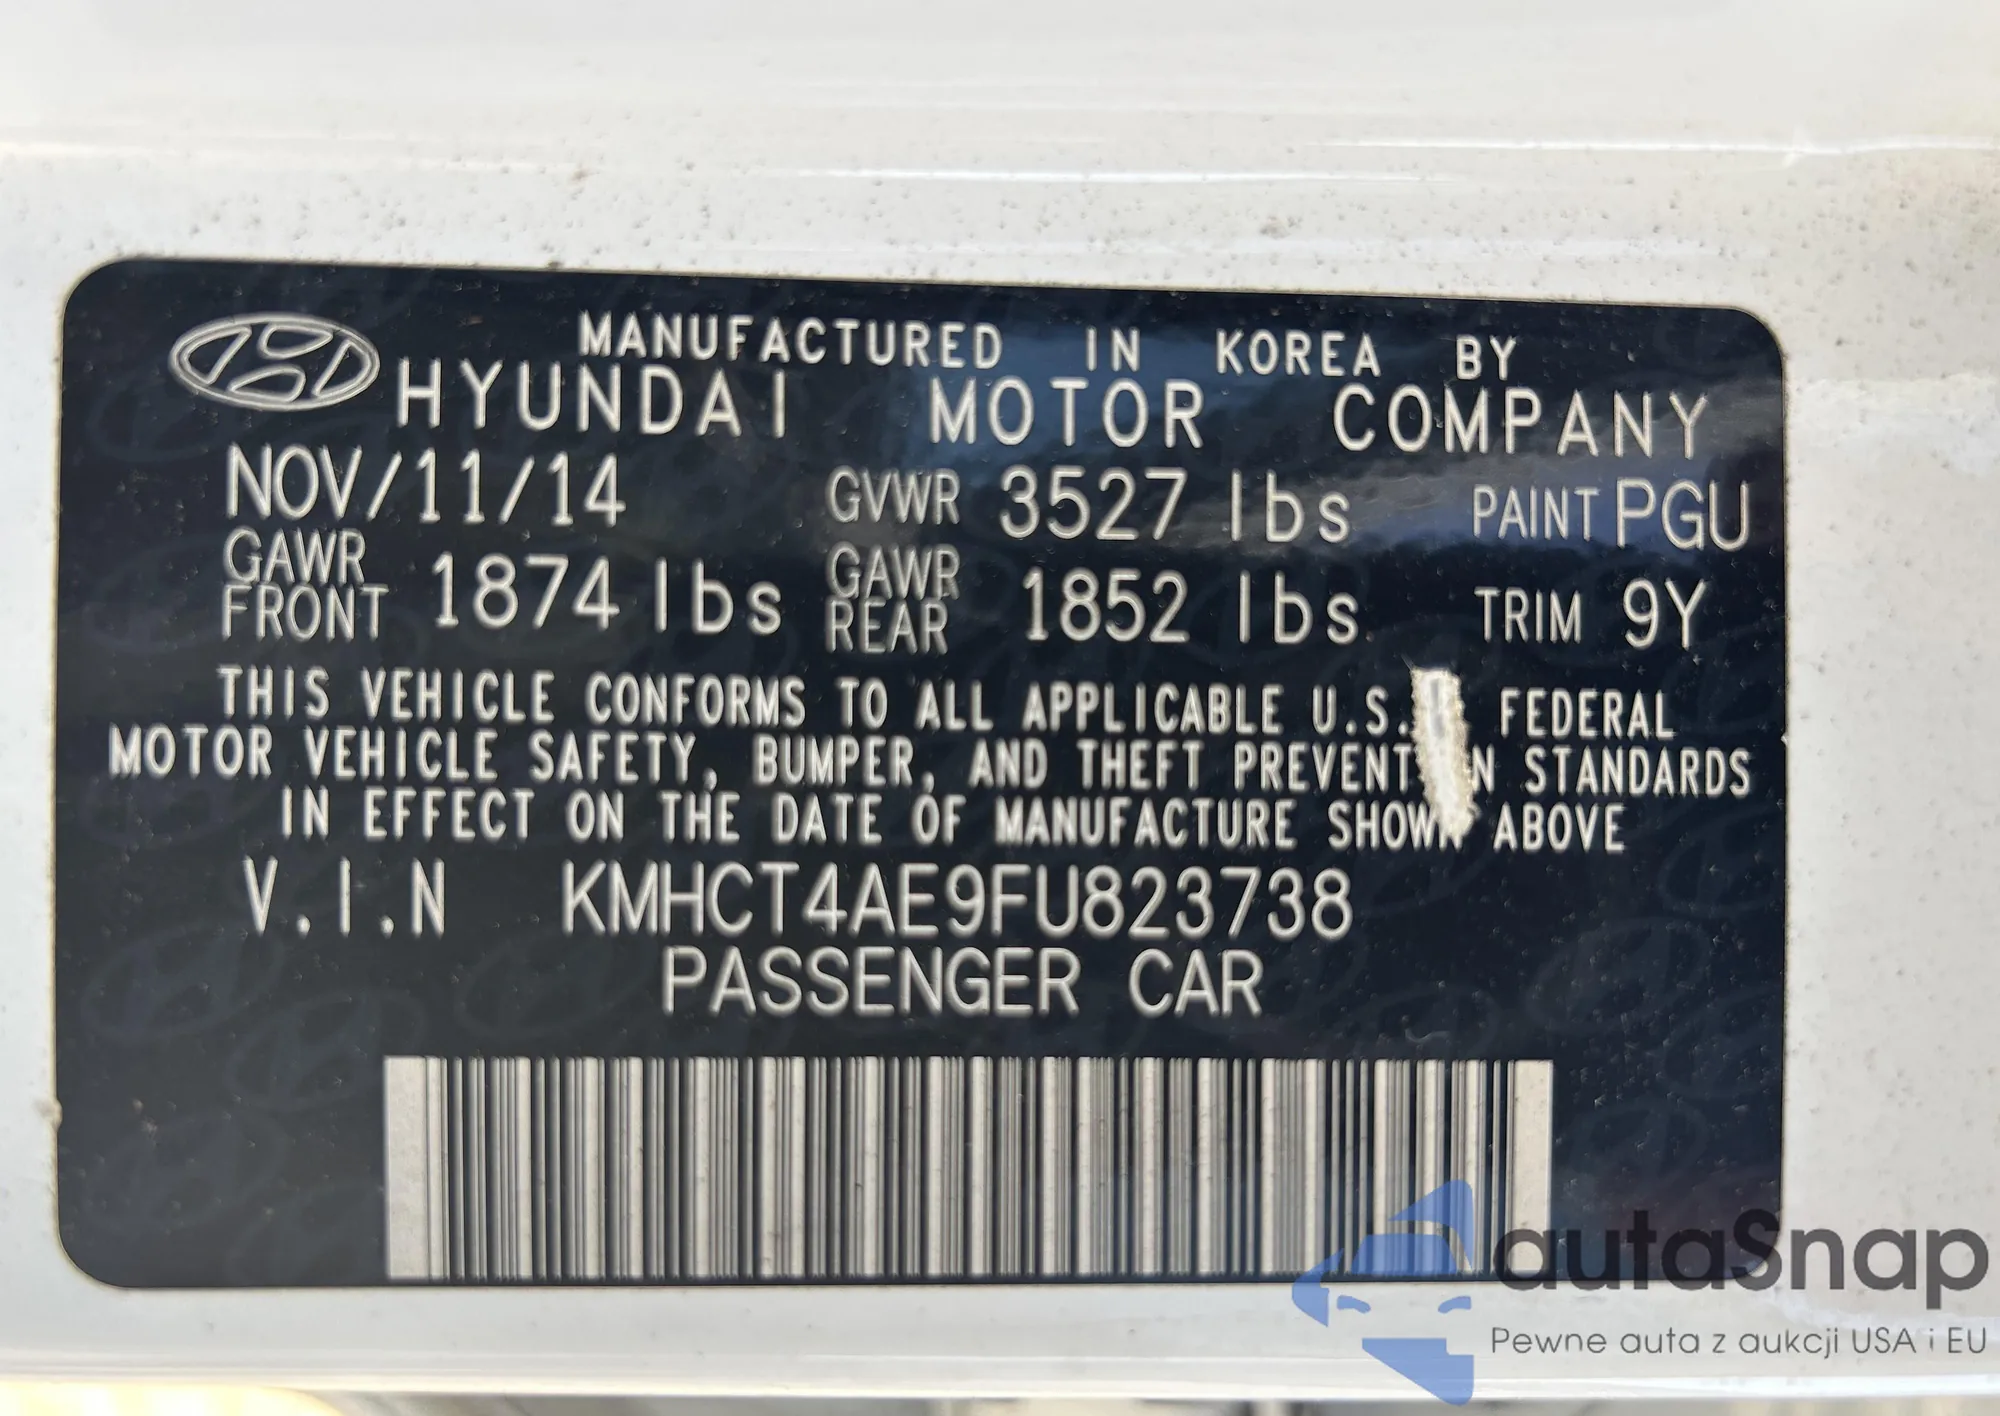 MANUFACTURED IN KOREA BY
HYUNDAI MOTOR COMPANY
NOV/11/14 GVWR 3527 lbs PAINT PGU
GAWR FRONT 1874 lbs GAWR REAR 1852 lbs TRIM 9Y
THIS VEHICLE CONFORMS TO ALL APPLICABLE U.S. FEDERAL
MOTOR VEHICLE SAFETY, BUMPER, AND THEFT PREVENT N STANDARDS
IN EFFECT ON THE DATE OF MANUFACTURE SHOWN ABOVE
V.I.N KMHCT4AE9FU823738
PASSENGER CAR
autaSnap
Pewne auta z aukcji USA i EU